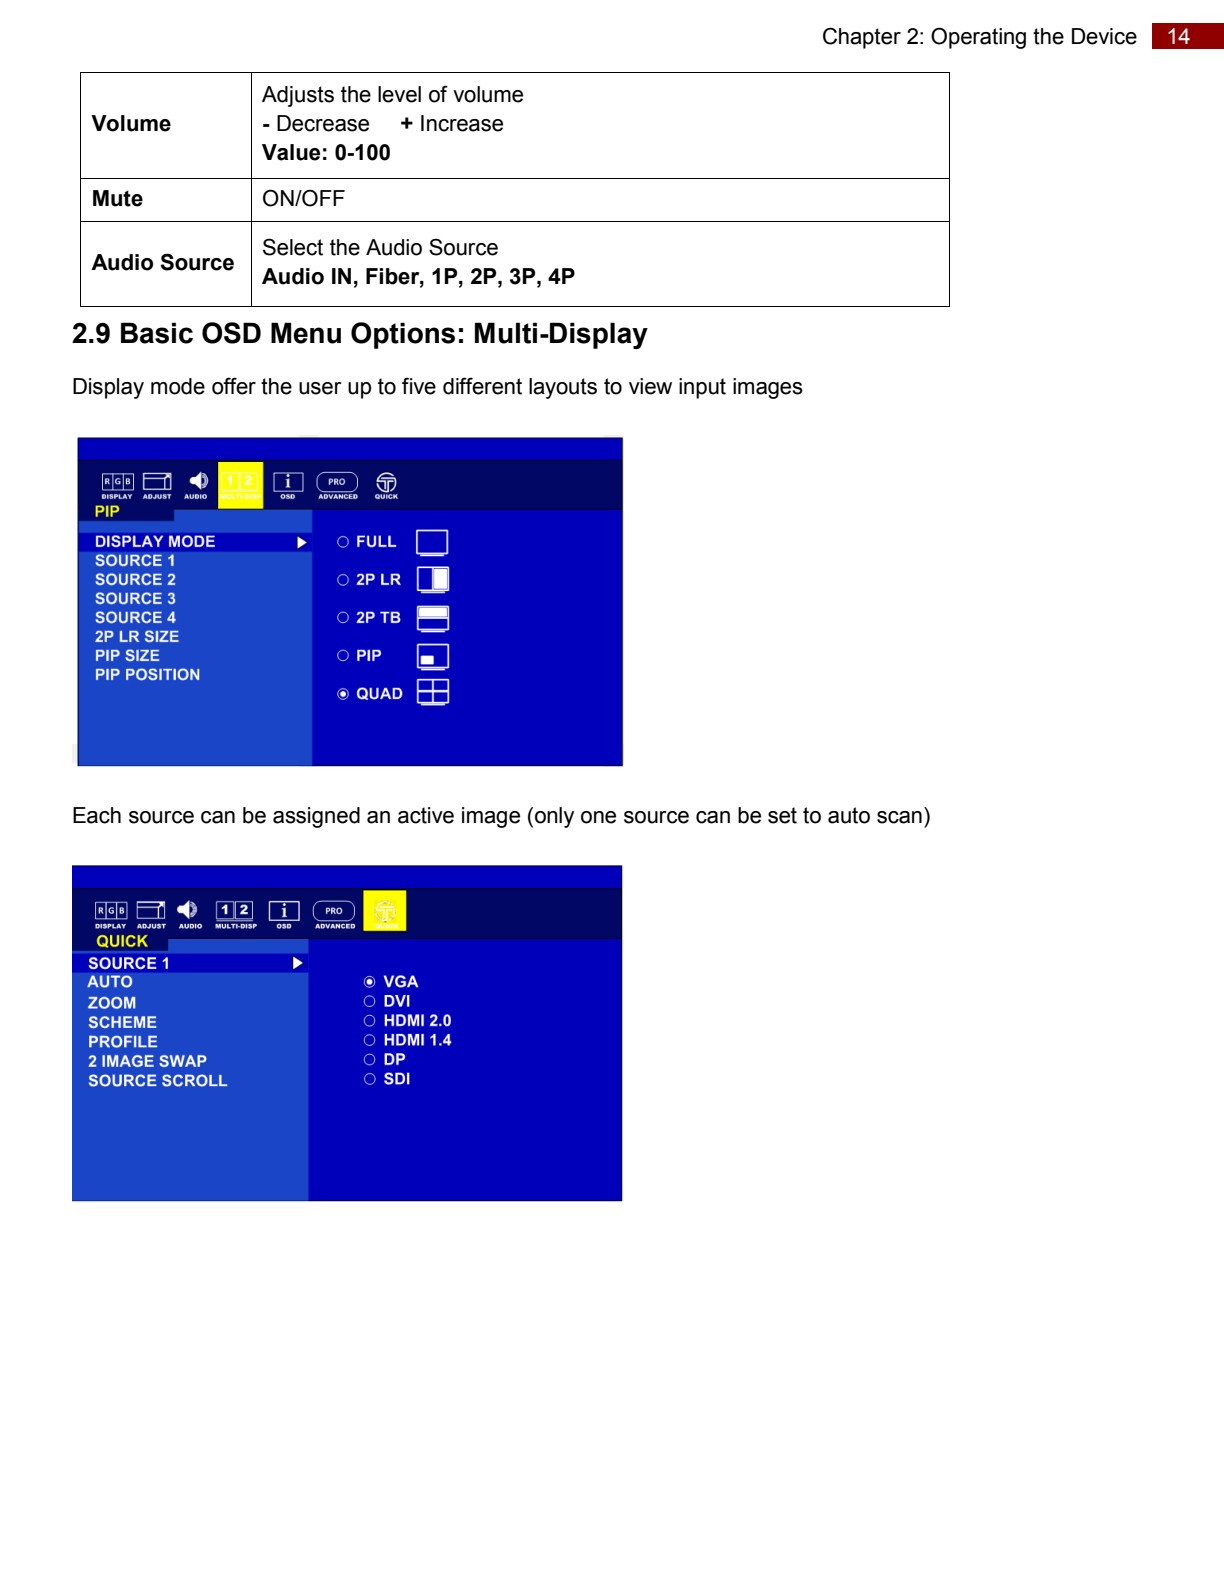 Chapter 2: Operating the Device 14
Volume
Adjusts the level of volume
- Decrease + Increase
Value: 0-100
Mute
ON/OFF
Audio Source
Select the Audio Source
Audio IN, Fiber, 1P, 2P, 3P, 4P
2.9 Basic OSD Menu Options: Multi-Display
Display mode offer the user up to five different layouts to view input images
R G B 1 2 i PRO
DISPLAY ADJUST AUDIO MULTI-DISP OSD ADVANCED QUICK
PIP
DISPLAY MODE
SOURCE 1
SOURCE 2
SOURCE 3
SOURCE 4
2P LR SIZE
PIP SIZE
PIP POSITION
FULL
2P LR
2P TB
PIP
QUAD
Each source can be assigned an active image (only one source can be set to auto scan)
R G B 1 2 i PRO
DISPLAY ADJUST AUDIO MULTI-DISP OSD ADVANCED QUICK
QUICK
SOURCE 1
AUTO
ZOOM
SCHEME
PROFILE
2 IMAGE SWAP
SOURCE SCROLL
VGA
DVI
HDMI 2.0
HDMI 1.4
DP
SDI